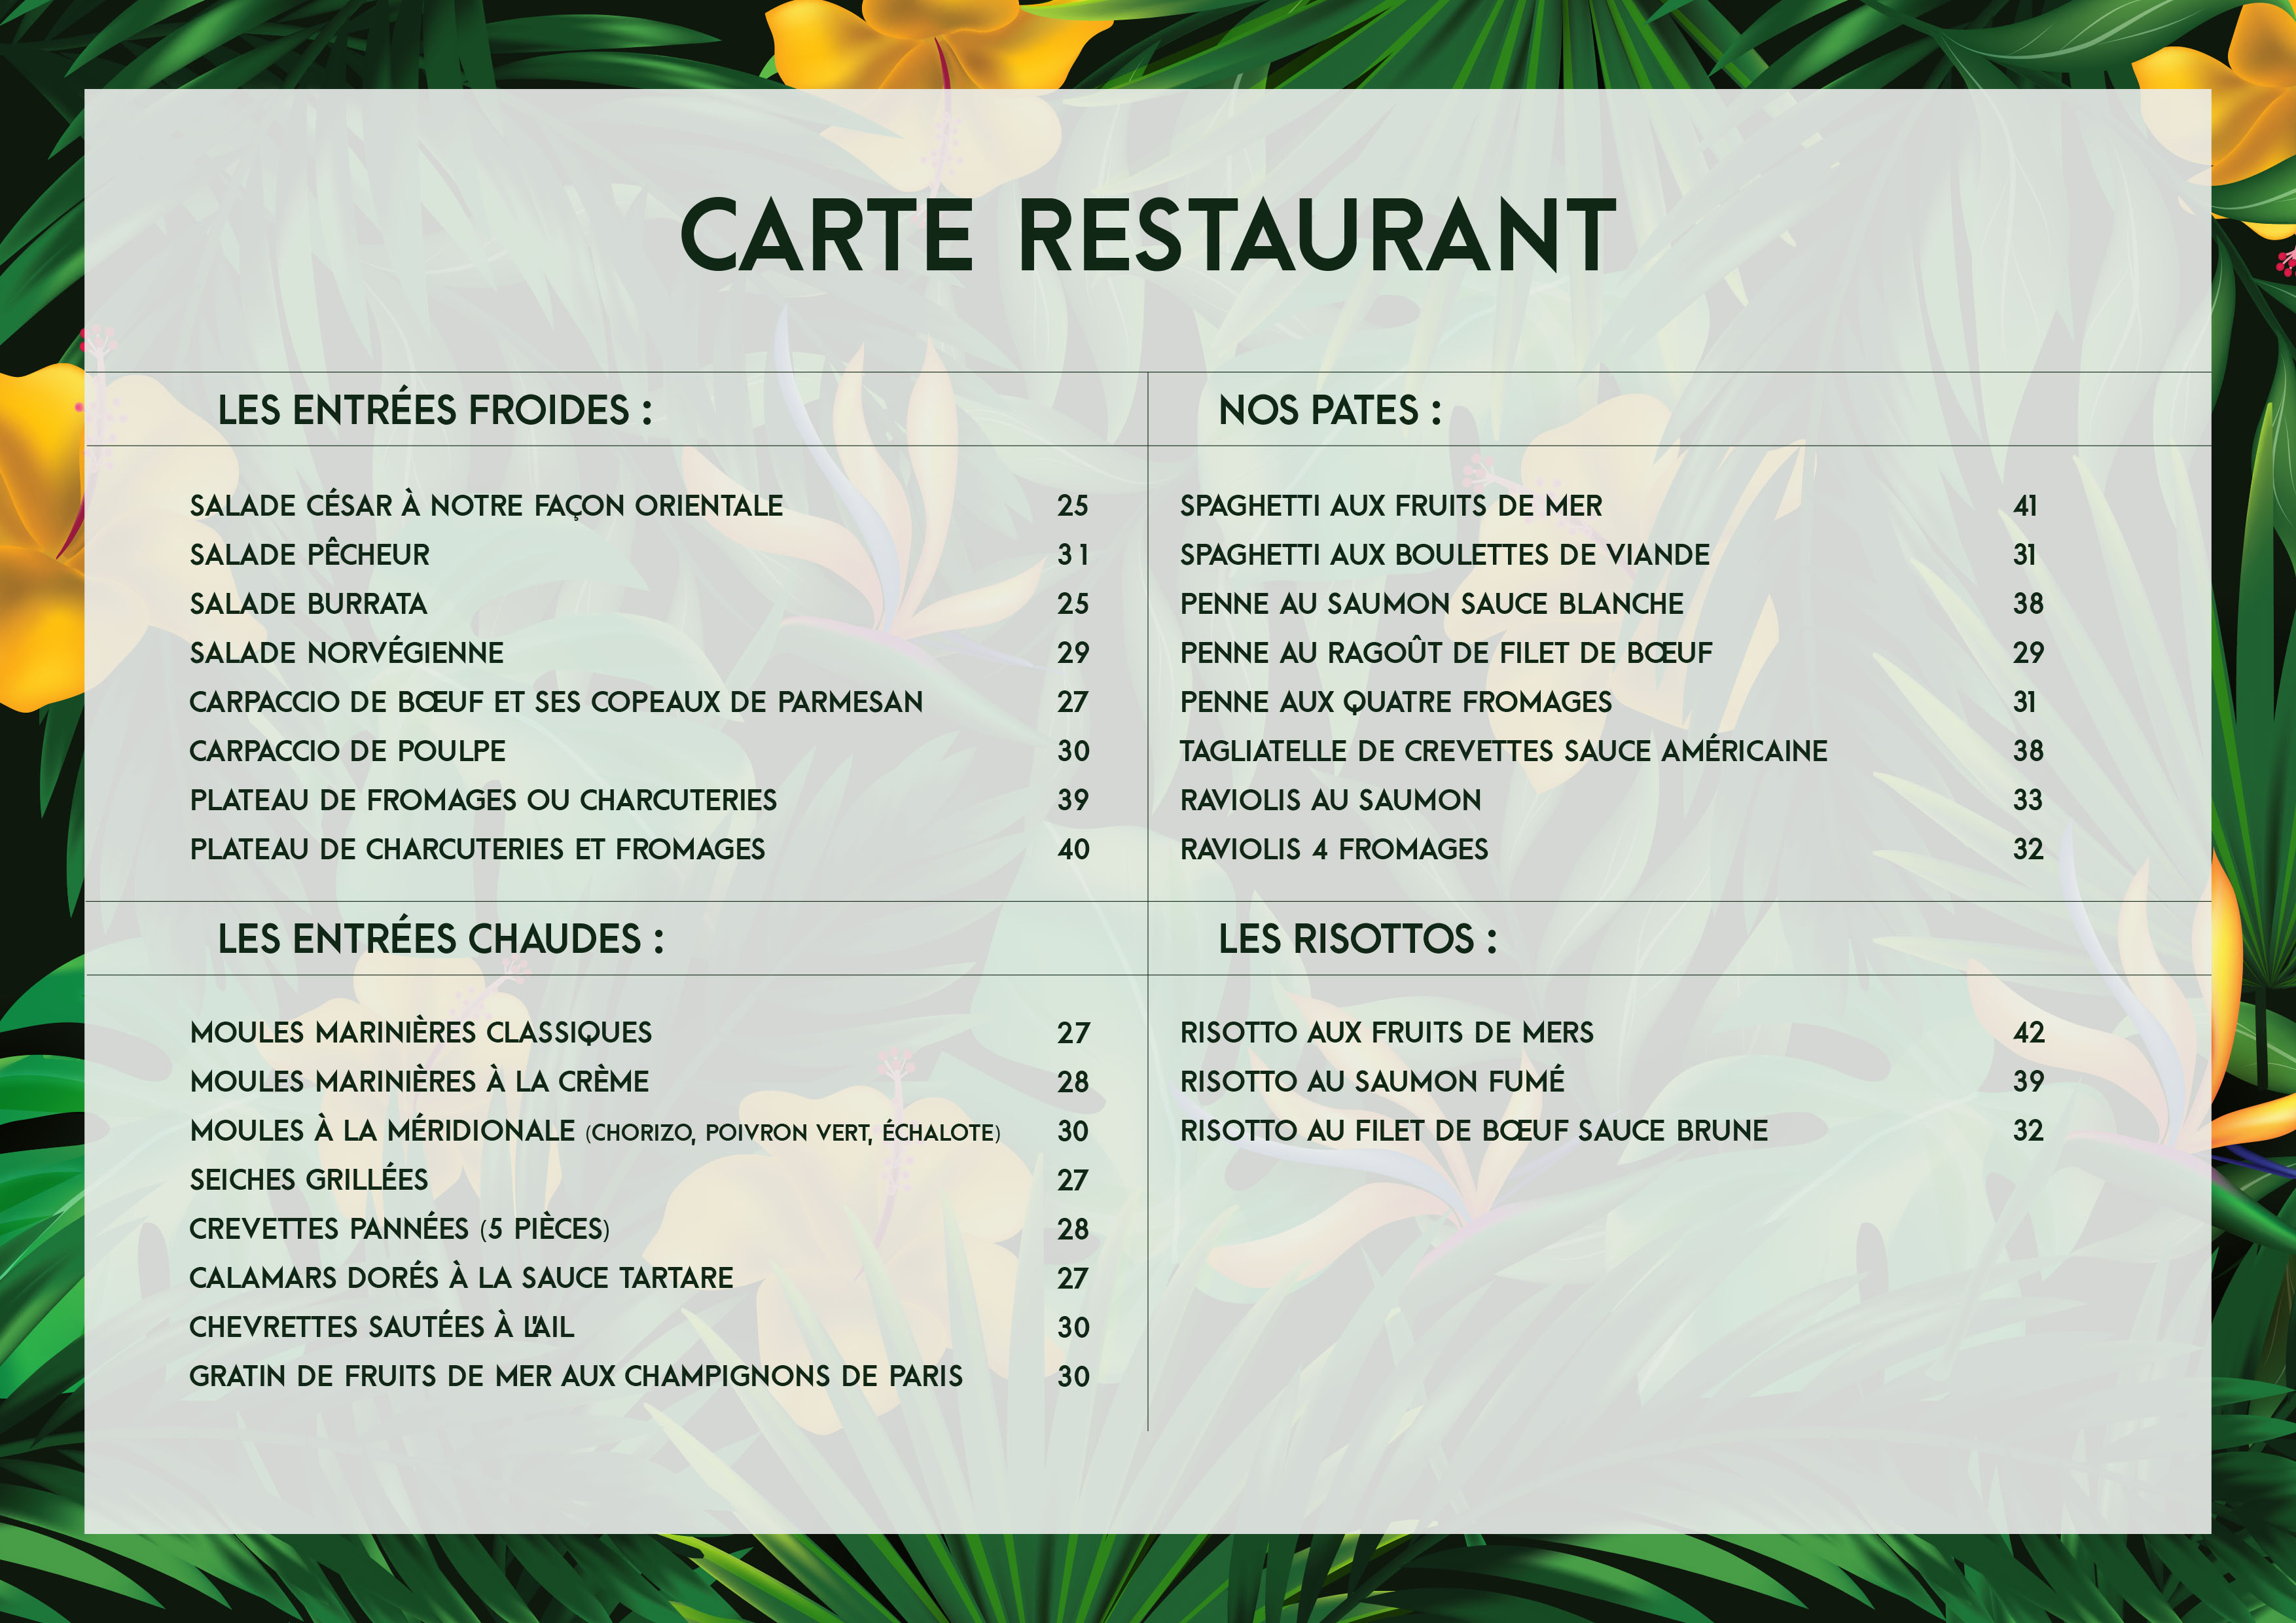 CARTE RESTAURANT
LES ENTRÉES FROIDES :
SALADE CÉSAR À NOTRE FAÇON ORIENTALE 25
SALADE PÊCHEUR 31
SALADE BURRATA 25
SALADE NORVÉGIENNE 29
CARPACCIO DE BŒUF ET SES COPEAUX DE PARMESAN 27
CARPACCIO DE POULPE 30
PLATEAU DE FROMAGES OU CHARCUTERIES 39
PLATEAU DE CHARCUTERIES ET FROMAGES 40
LES ENTRÉES CHAUDES :
MOULES MARINIÈRES CLASSIQUES 27
MOULES MARINIÈRES À LA CRÈME 28
MOULES À LA MÉRIDIONALE (CHORIZO, POIVRON VERT, ÉCHALOTE) 30
SEICHES GRILLÉES 27
CREVETTES PANNÉES (5 PIÈCES) 28
CALAMARS DORÉS À LA SAUCE TARTARE 27
CHEVRETTES SAUTÉES À L'AIL 30
GRATIN DE FRUITS DE MER AUX CHAMPIGNONS DE PARIS 30
NOS PATES :
SPAGHETTI AUX FRUITS DE MER 41
SPAGHETTI AUX BOULETTES DE VIANDE 31
PENNE AU SAUMON SAUCE BLANCHE 38
PENNE AU RAGOÛT DE FILET DE BŒUF 29
PENNE AUX QUATRE FROMAGES 31
TAGLIATELLE DE CREVETTES SAUCE AMÉRICAINE 38
RAVIOLIS AU SAUMON 33
RAVIOLIS 4 FROMAGES 32
LES RISOTTOS :
RISOTTO AUX FRUITS DE MERS 42
RISOTTO AU SAUMON FUMÉ 39
RISOTTO AU FILET DE BŒUF SAUCE BRUNE 32